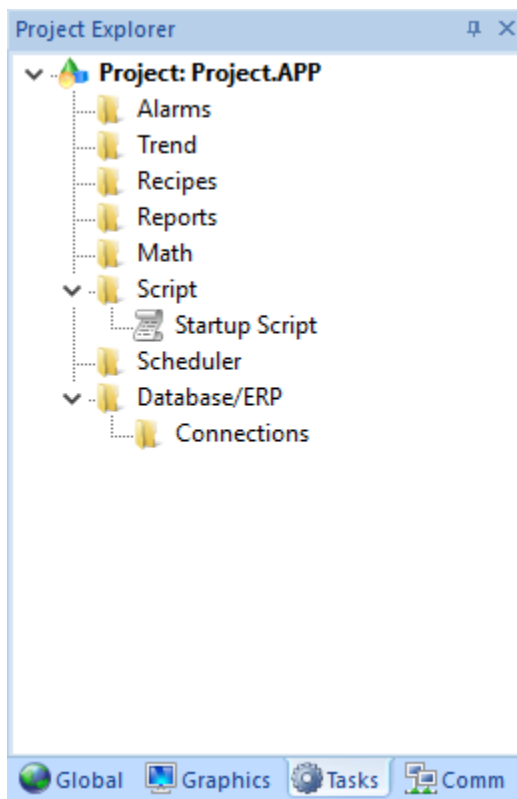 Project Explorer
Project: Project.APP
Alarms
Trend
Recipes
Reports
Math
Script
Startup Script
Scheduler
Database/ERP
Connections
Global Graphics Tasks Comm